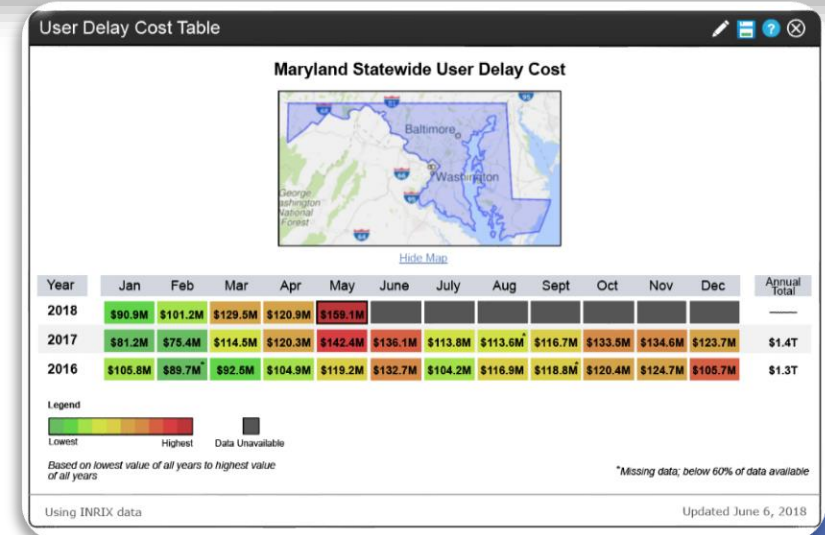 User Delay Cost Table
Maryland Statewide User Delay Cost
Baltimore
Washington
George
ashington
National
Forest
Hide Map
Year Jan Feb Mar Apr May June July Aug Sept Oct Nov Dec Annual Total
2018 $90.9M $101.2M $129.5M $120.9M $159.1M —
2017 $81.2M $75.4M $114.5M $120.3M $142.4M $136.1M $113.8M $113.6M* $116.7M $133.5M $134.6M $123.7M $1.4T
2016 $105.8M $89.7M* $92.5M $104.9M $119.2M $132.7M $104.2M $116.9M $118.8M* $120.4M $124.7M $105.7M $1.3T
Legend
Lowest Highest Data Unavailable
Based on lowest value of all years to highest value
of all years
*Missing data; below 60% of data available
Using INRIX data Updated June 6, 2018